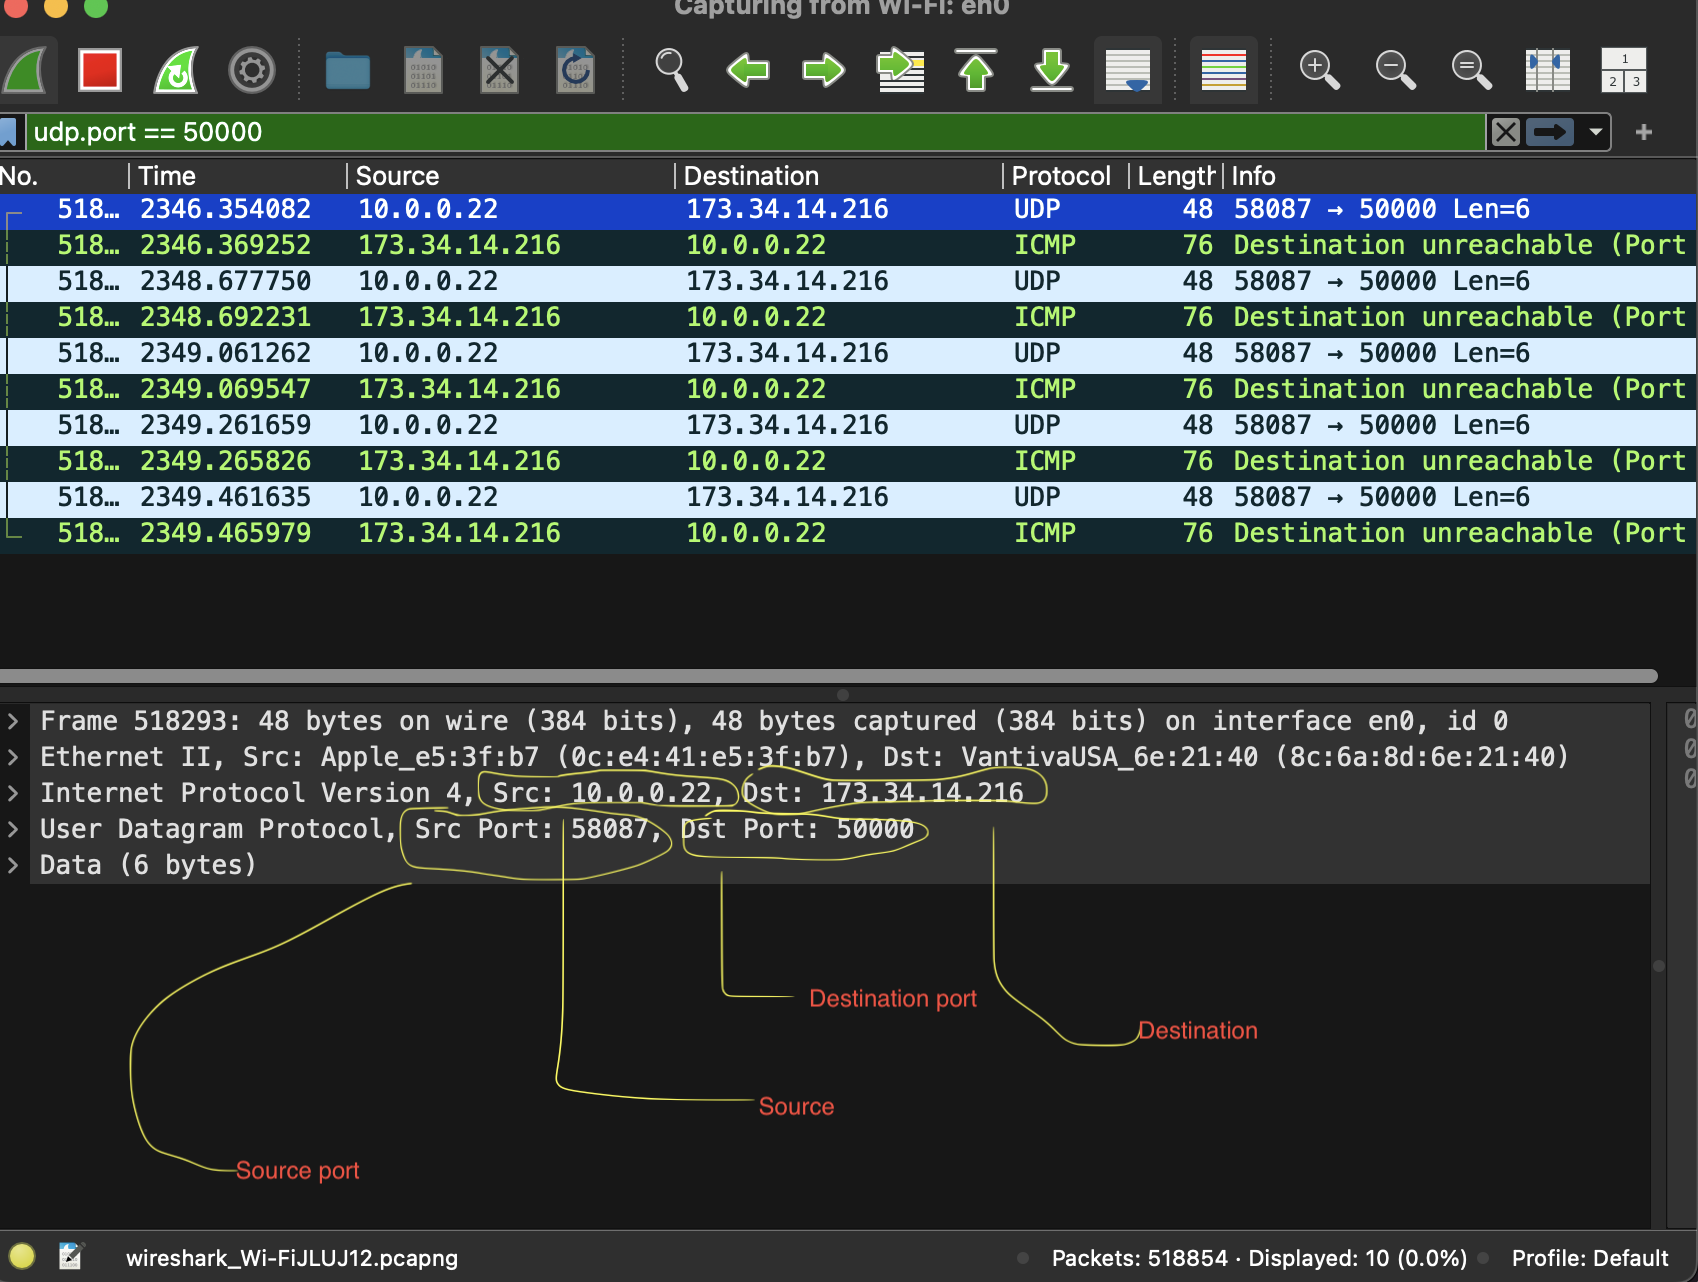 Capturing from Wi-Fi: en0
udp.port == 50000
No. Time Source Destination Protocol Length Info
518… 2346.354082 10.0.0.22 173.34.14.216 UDP 48 58087 → 50000 Len=6
518… 2346.369252 173.34.14.216 10.0.0.22 ICMP 76 Destination unreachable (Port
518… 2348.677750 10.0.0.22 173.34.14.216 UDP 48 58087 → 50000 Len=6
518… 2348.692231 173.34.14.216 10.0.0.22 ICMP 76 Destination unreachable (Port
518… 2349.061262 10.0.0.22 173.34.14.216 UDP 48 58087 → 50000 Len=6
518… 2349.069547 173.34.14.216 10.0.0.22 ICMP 76 Destination unreachable (Port
518… 2349.261659 10.0.0.22 173.34.14.216 UDP 48 58087 → 50000 Len=6
518… 2349.265826 173.34.14.216 10.0.0.22 ICMP 76 Destination unreachable (Port
518… 2349.461635 10.0.0.22 173.34.14.216 UDP 48 58087 → 50000 Len=6
518… 2349.465979 173.34.14.216 10.0.0.22 ICMP 76 Destination unreachable (Port
Frame 518293: 48 bytes on wire (384 bits), 48 bytes captured (384 bits) on interface en0, id 0
Ethernet II, Src: Apple_e5:3f:b7 (0c:e4:41:e5:3f:b7), Dst: VantivaUSA_6e:21:40 (8c:6a:8d:6e:21:40)
Internet Protocol Version 4, Src: 10.0.0.22, Dst: 173.34.14.216
User Datagram Protocol, Src Port: 58087, Dst Port: 50000
Data (6 bytes)
Destination port
Destination
Source
Source port
wireshark_Wi-FiJLUJ12.pcapng
Packets: 518854 · Displayed: 10 (0.0%)
Profile: Default